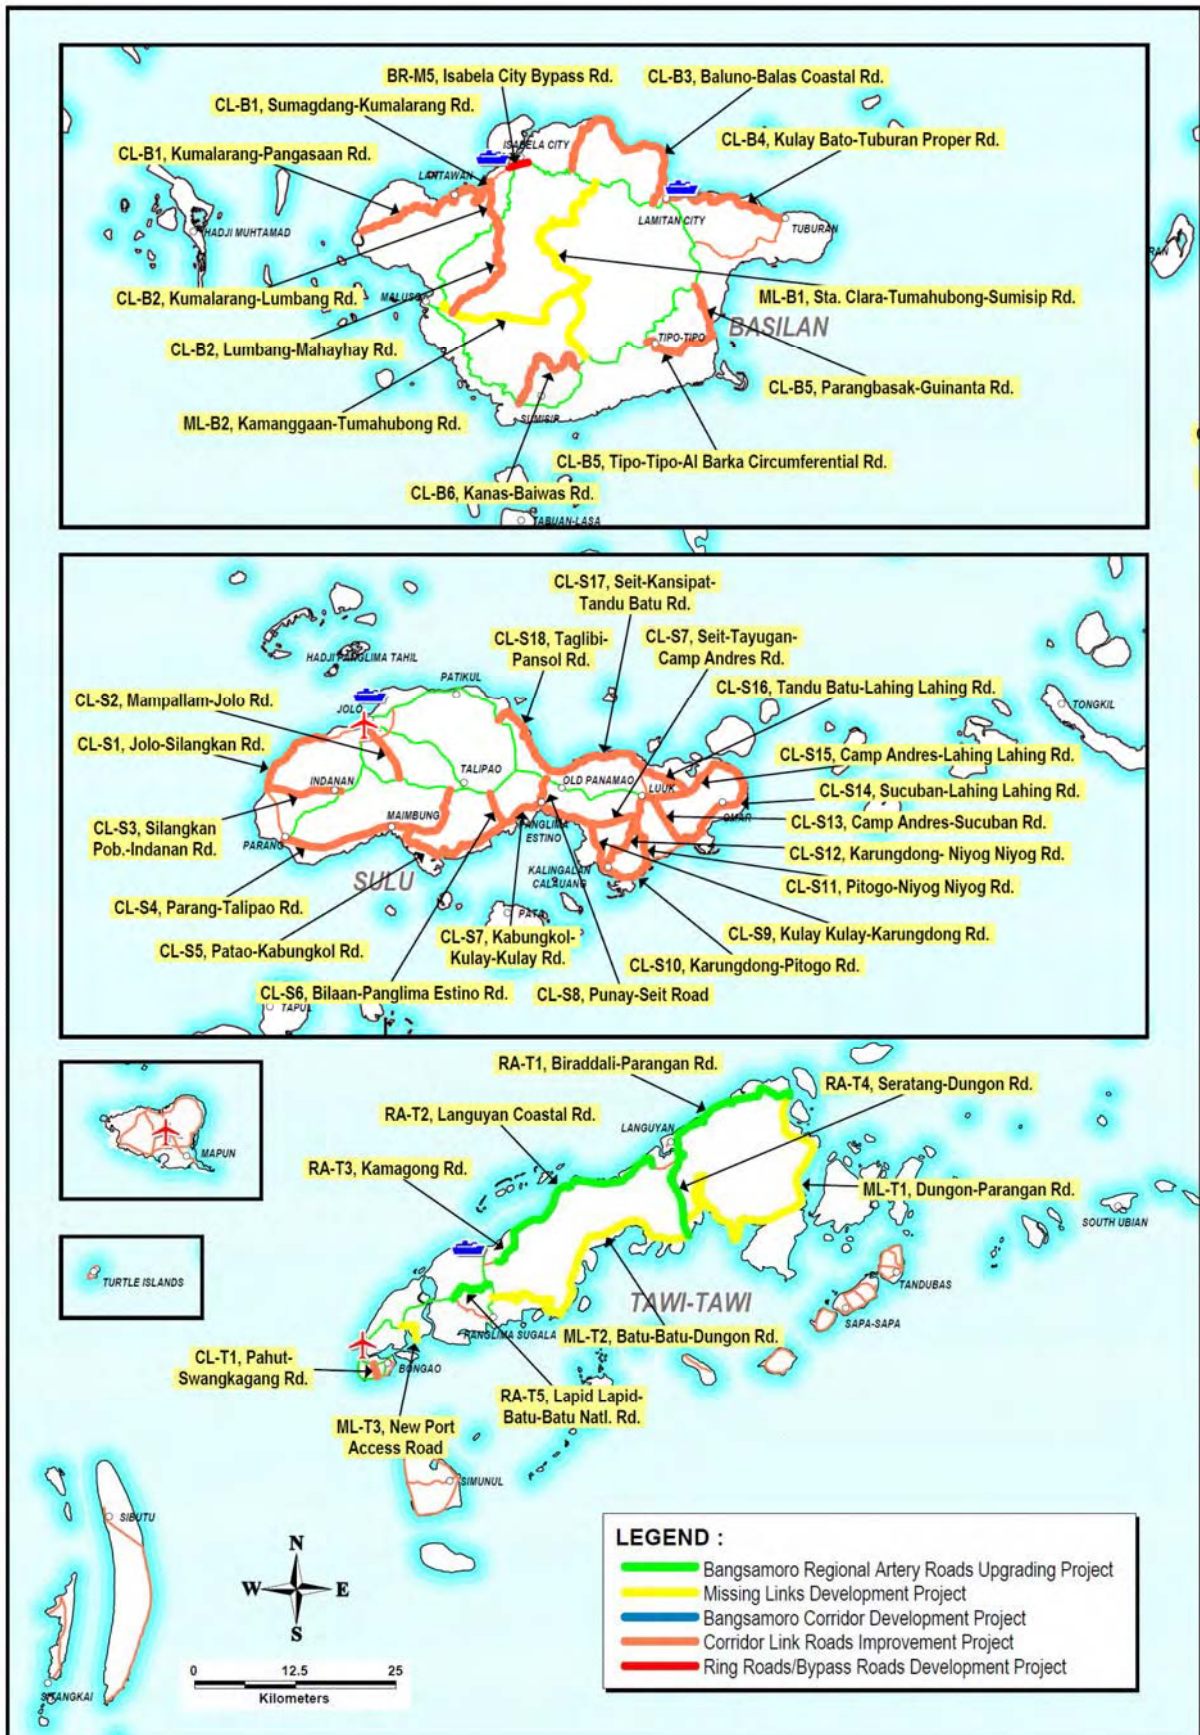 BR-M5, Isabela City Bypass Rd.
CL-B3, Baluno-Balas Coastal Rd.
CL-B1, Sumagdang-Kumalarang Rd.
CL-B4, Kulay Bato-Tuburan Proper Rd.
CL-B1, Kumalarang-Pangasaan Rd.
ISABELA CITY
LANTAWAN
LAMITAN CITY
TUBURAN
HADJI MUHTAMAD
CL-B2, Kumalarang-Lumbang Rd.
MALUSO
ML-B1, Sta. Clara-Tumahubong-Sumisip Rd.
BASILAN
TIPO-TIPO
CL-B2, Lumbang-Mahayhay Rd.
CL-B5, Parangbasak-Guinanta Rd.
ML-B2, Kamanggaan-Tumahubong Rd.
SUMISIP
CL-B5, Tipo-Tipo-Al Barka Circumferential Rd.
CL-B6, Kanas-Baiwas Rd.
TABUAN-LASA
CL-S17, Seit-Kansipat-
Tandu Batu Rd.
CL-S18, Taglibi-
Pansol Rd.
CL-S7, Seit-Tayugan-
Camp Andres Rd.
HADJI PANGLIMA TAHIL
PATIKUL
CL-S2, Mampallam-Jolo Rd.
JOLO
CL-S16, Tandu Batu-Lahing Lahing Rd.
TONGKIL
CL-S1, Jolo-Silangkan Rd.
CL-S15, Camp Andres-Lahing Lahing Rd.
INDANAN
TALIPAO
OLD PANAMAO
LUUK
CL-S14, Sucuban-Lahing Lahing Rd.
OMAR
CL-S3, Silangkan
Pob.-Indanan Rd.
MAIMBUNG
PARANG
PANGLIMA
ESTINO
CL-S13, Camp Andres-Sucuban Rd.
CL-S12, Karungdong- Niyog Niyog Rd.
SULU
KALINGALAN
CALAUANG
CL-S11, Pitogo-Niyog Niyog Rd.
CL-S4, Parang-Talipao Rd.
PATA
CL-S9, Kulay Kulay-Karungdong Rd.
CL-S5, Patao-Kabungkol Rd.
CL-S7, Kabungkol-
Kulay-Kulay Rd.
CL-S10, Karungdong-Pitogo Rd.
CL-S6, Bilaan-Panglima Estino Rd.
CL-S8, Punay-Seit Road
TAPUL
RA-T1, Biraddali-Parangan Rd.
RA-T4, Seratang-Dungon Rd.
RA-T2, Languyan Coastal Rd.
LANGUYAN
MAPUN
RA-T3, Kamagong Rd.
ML-T1, Dungon-Parangan Rd.
SOUTH UBIAN
TURTLE ISLANDS
TANDUBAS
TAWI-TAWI
SAPA-SAPA
PANGLIMA SUGALA
ML-T2, Batu-Batu-Dungon Rd.
CL-T1, Pahut-
Swangkagang Rd.
BONGAO
RA-T5, Lapid Lapid-
Batu-Batu Natl. Rd.
ML-T3, New Port
Access Road
SIMUNUL
SIBUTU
SITANGKAI
N
W E
S
0 12.5 25
Kilometers
LEGEND :
Bangsamoro Regional Artery Roads Upgrading Project
Missing Links Development Project
Bangsamoro Corridor Development Project
Corridor Link Roads Improvement Project
Ring Roads/Bypass Roads Development Project